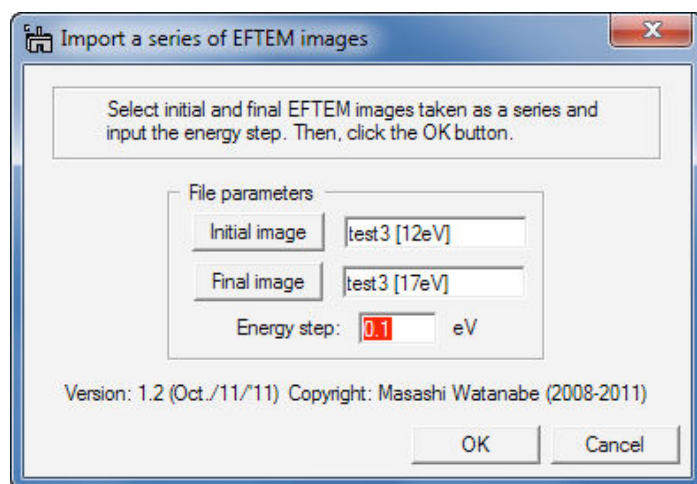 Import a series of EFTEM images
Select initial and final EFTEM images taken as a series and
input the energy step. Then, click the OK button.
File parameters
Initial image test3 [12eV]
Final image test3 [17eV]
Energy step: 0.1 eV
Version: 1.2 (Oct./11/'11) Copyright: Masashi Watanabe (2008-2011)
OK Cancel